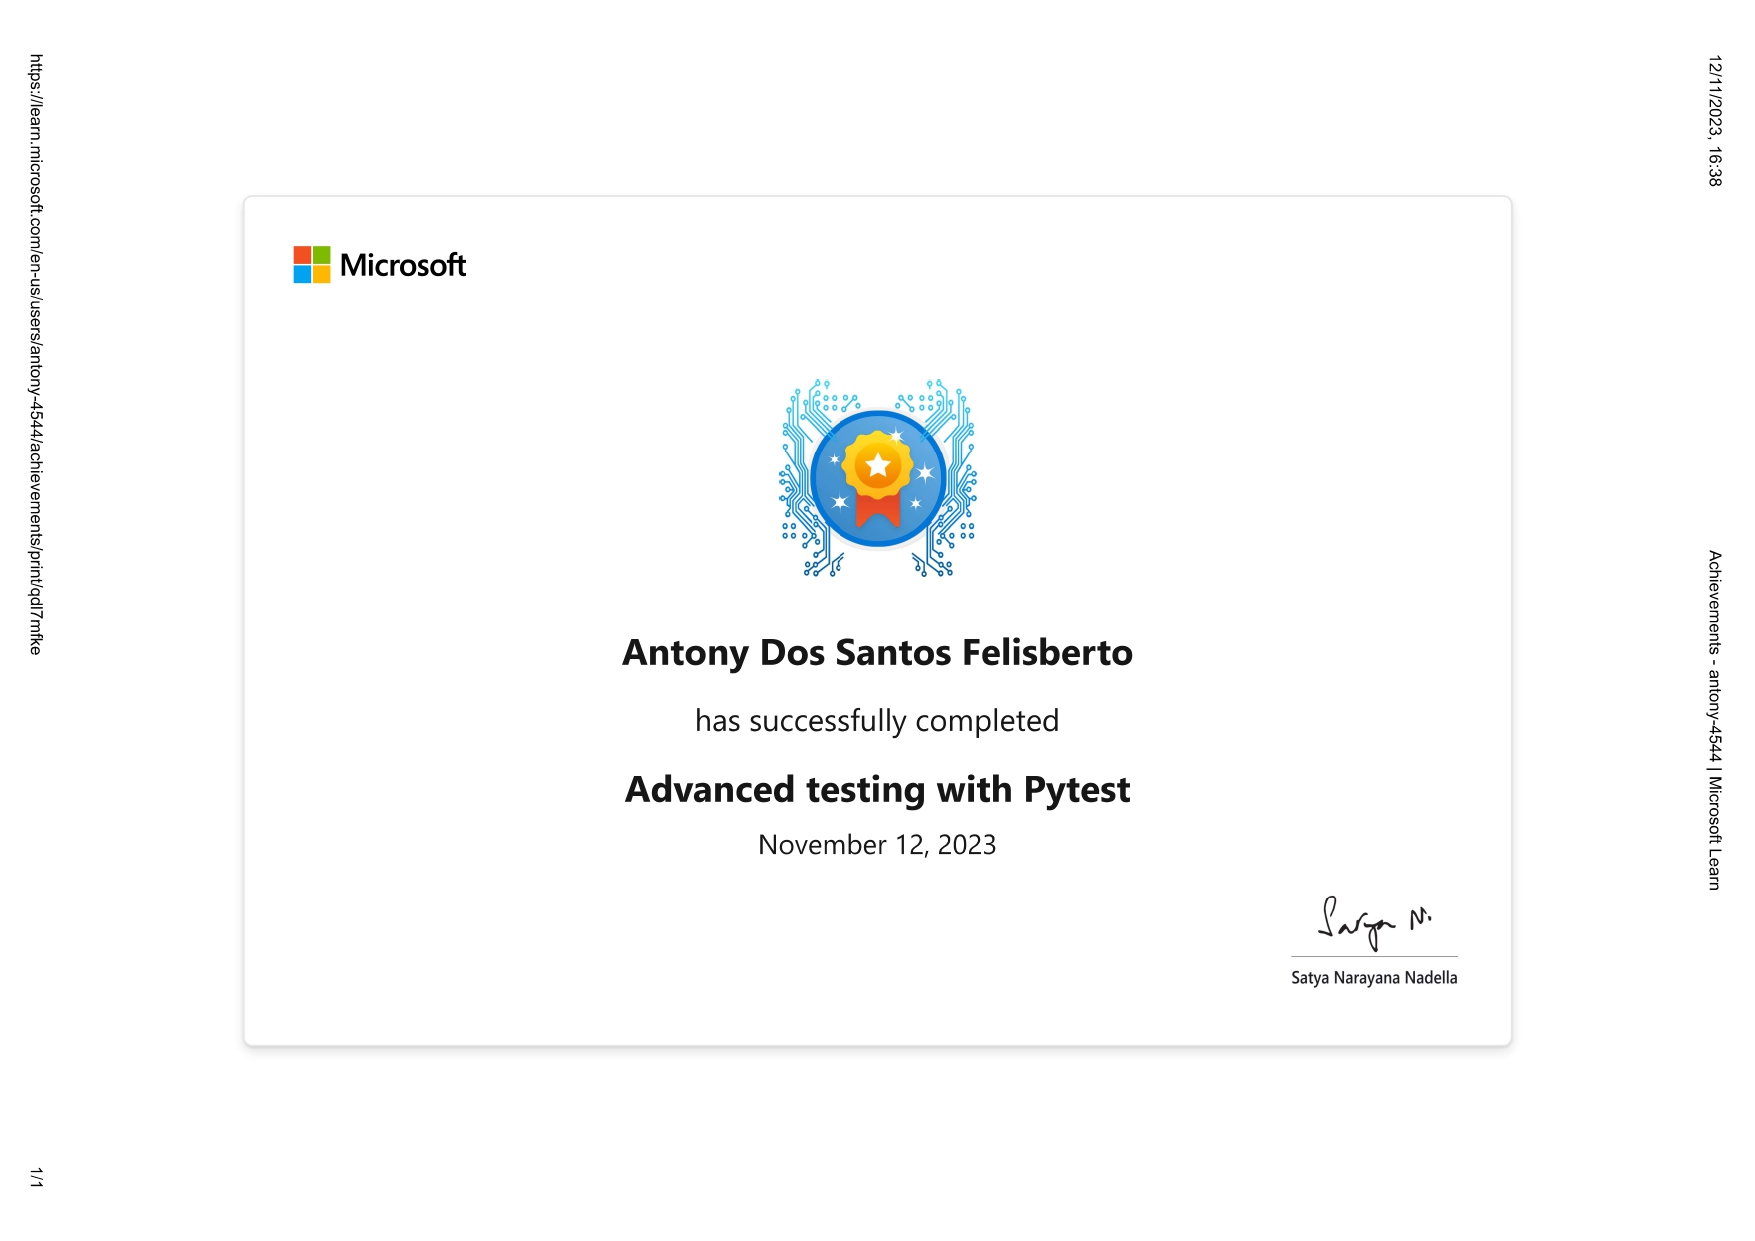 12/11/2023, 16:38
Achievements - antony-4544 | Microsoft Learn
Microsoft
Antony Dos Santos Felisberto
has successfully completed
Advanced testing with Pytest
November 12, 2023
Satya N.
Satya Narayana Nadella
https://learn.microsoft.com/en-us/users/antony-4544/achievements/print/qdl7mfke
1/1